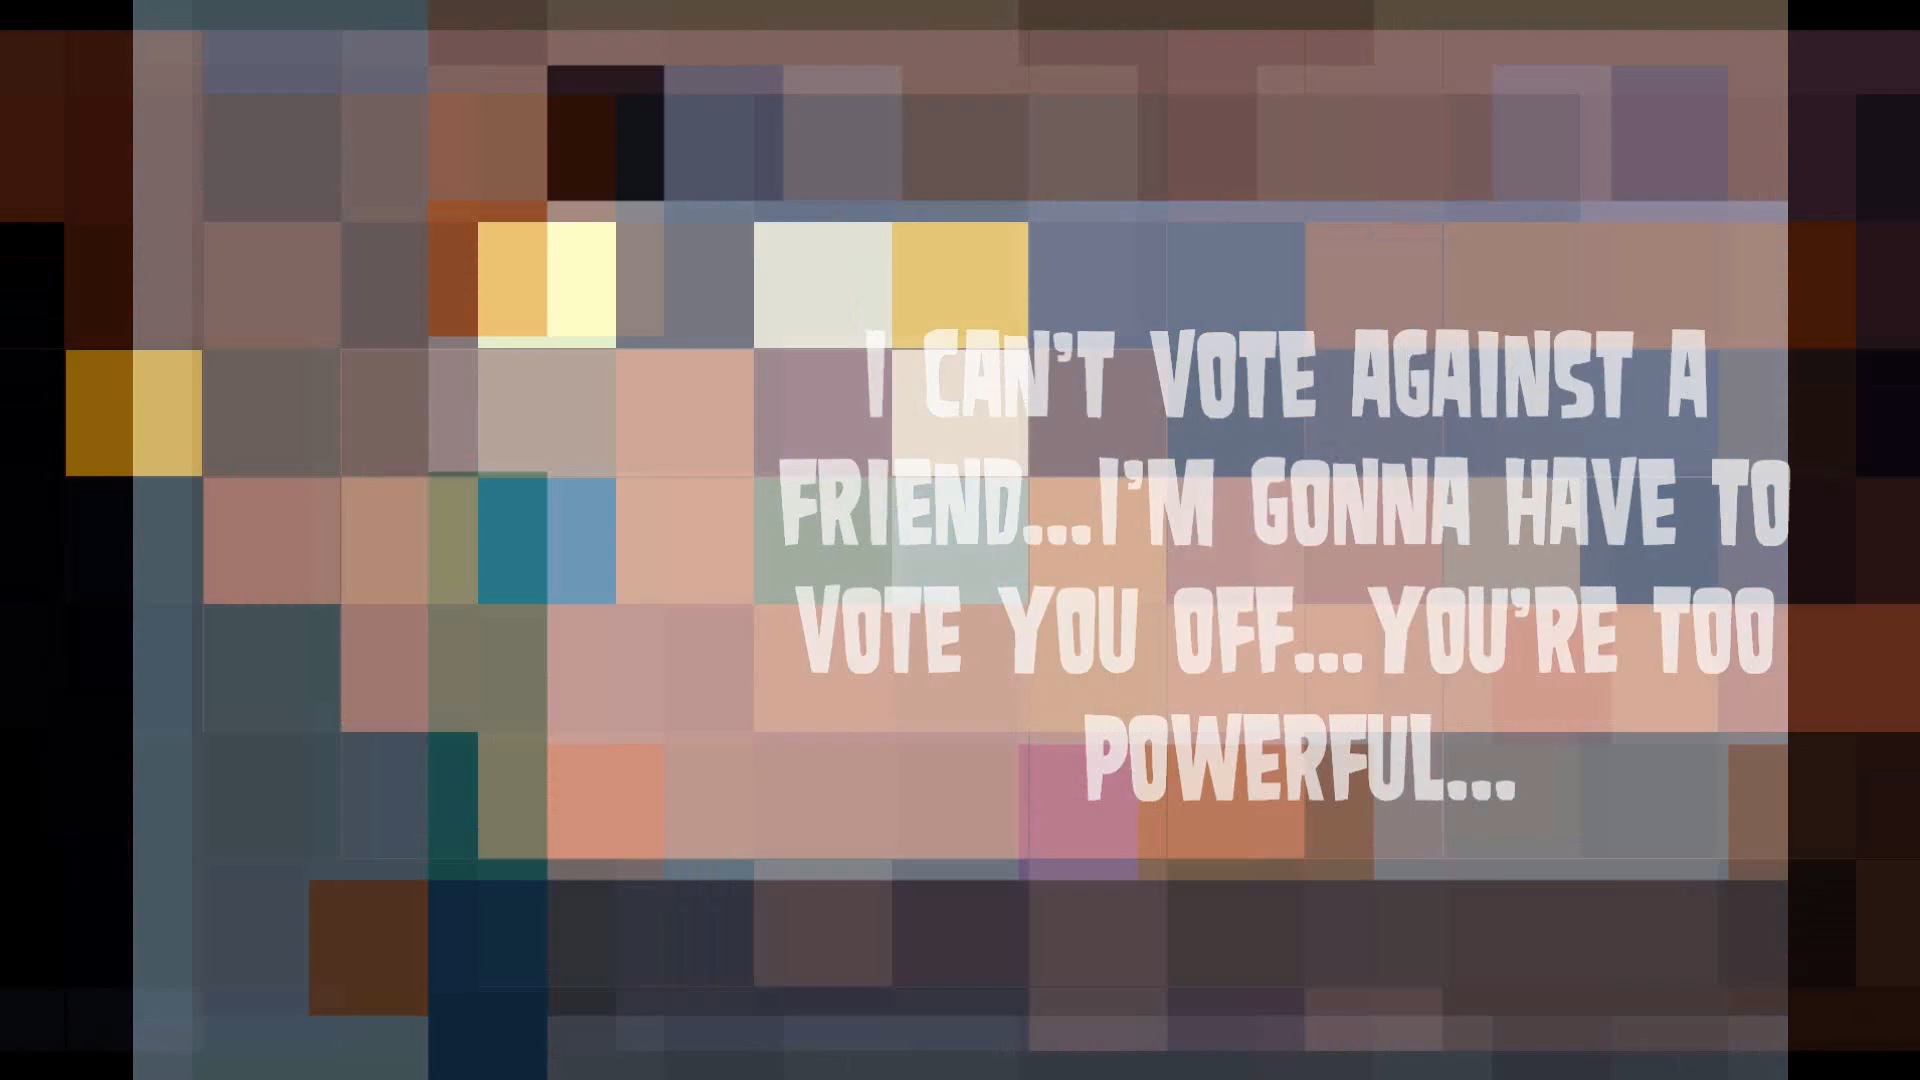 I CAN'T VOTE AGAINST A
FRIEND...I'M GONNA HAVE TO
VOTE YOU OFF...YOU'RE TOO
POWERFUL...